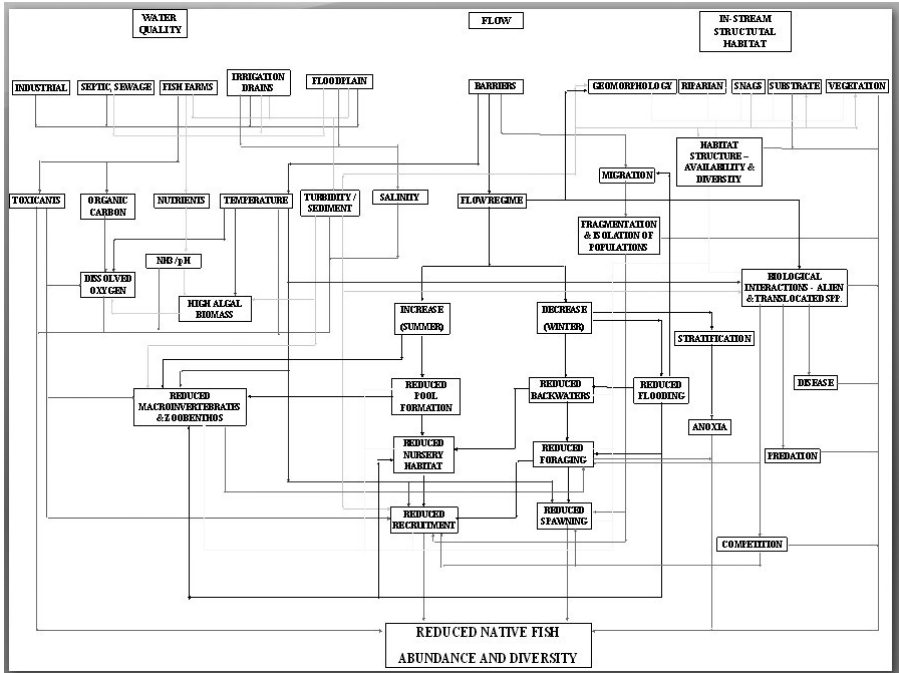 WATER
QUALITY
FLOW
IN-STREAM
STRUCTUTAL
HABITAT
INDUSTRIAL
SEPTIC, SEWAGE
FISH FARMS
IRRIGATION
DRAINS
FLOODPLAIN
BARRIERS
GEOMORPHOLOGY
RIPARIAN
SNAGS
SUBSTRATE
VEGETATION
HABITAT
STRUCTURE –
AVAILABILITY &
DIVERSITY
MIGRATION
TOXICANTS
ORGANIC
CARBON
NUTRIENTS
TEMPERATURE
TURBIDITY /
SEDIMENT
SALINITY
FLOW REGIME
FRAGMENTATION
& ISOLATION OF
POPULATIONS
NH3 / pH
DISSOLVED
OXYGEN
HIGH ALGAL
BIOMASS
BIOLOGICAL
INTERACTIONS - ALIEN
& TRANSLOCATED SPP.
INCREASE
(SUMMER)
DECREASE
(WINTER)
STRATIFICATION
REDUCED
MACROINVERTEBRATES
& ZOOBENTHOS
REDUCED
POOL
FORMATION
REDUCED
BACKWATERS
REDUCED
FLOODING
DISEASE
ANOXIA
REDUCED
NURSERY
HABITAT
REDUCED
FORAGING
PREDATION
REDUCED
RECRUITMENT
REDUCED
SPAWNING
COMPETITION
REDUCED NATIVE FISH
ABUNDANCE AND DIVERSITY